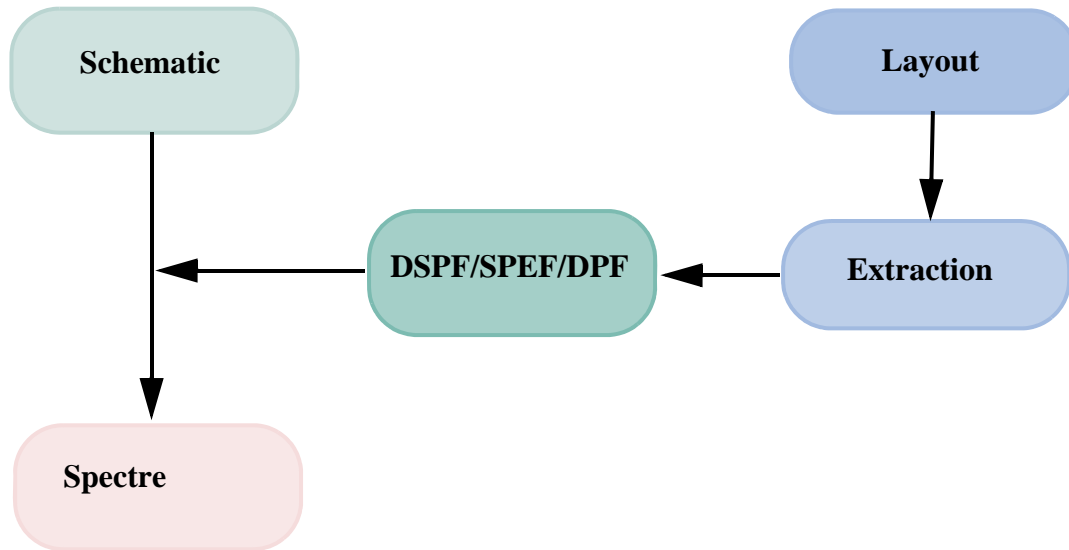 Schematic
Layout
DSPF/SPEF/DPF
Extraction
Spectre